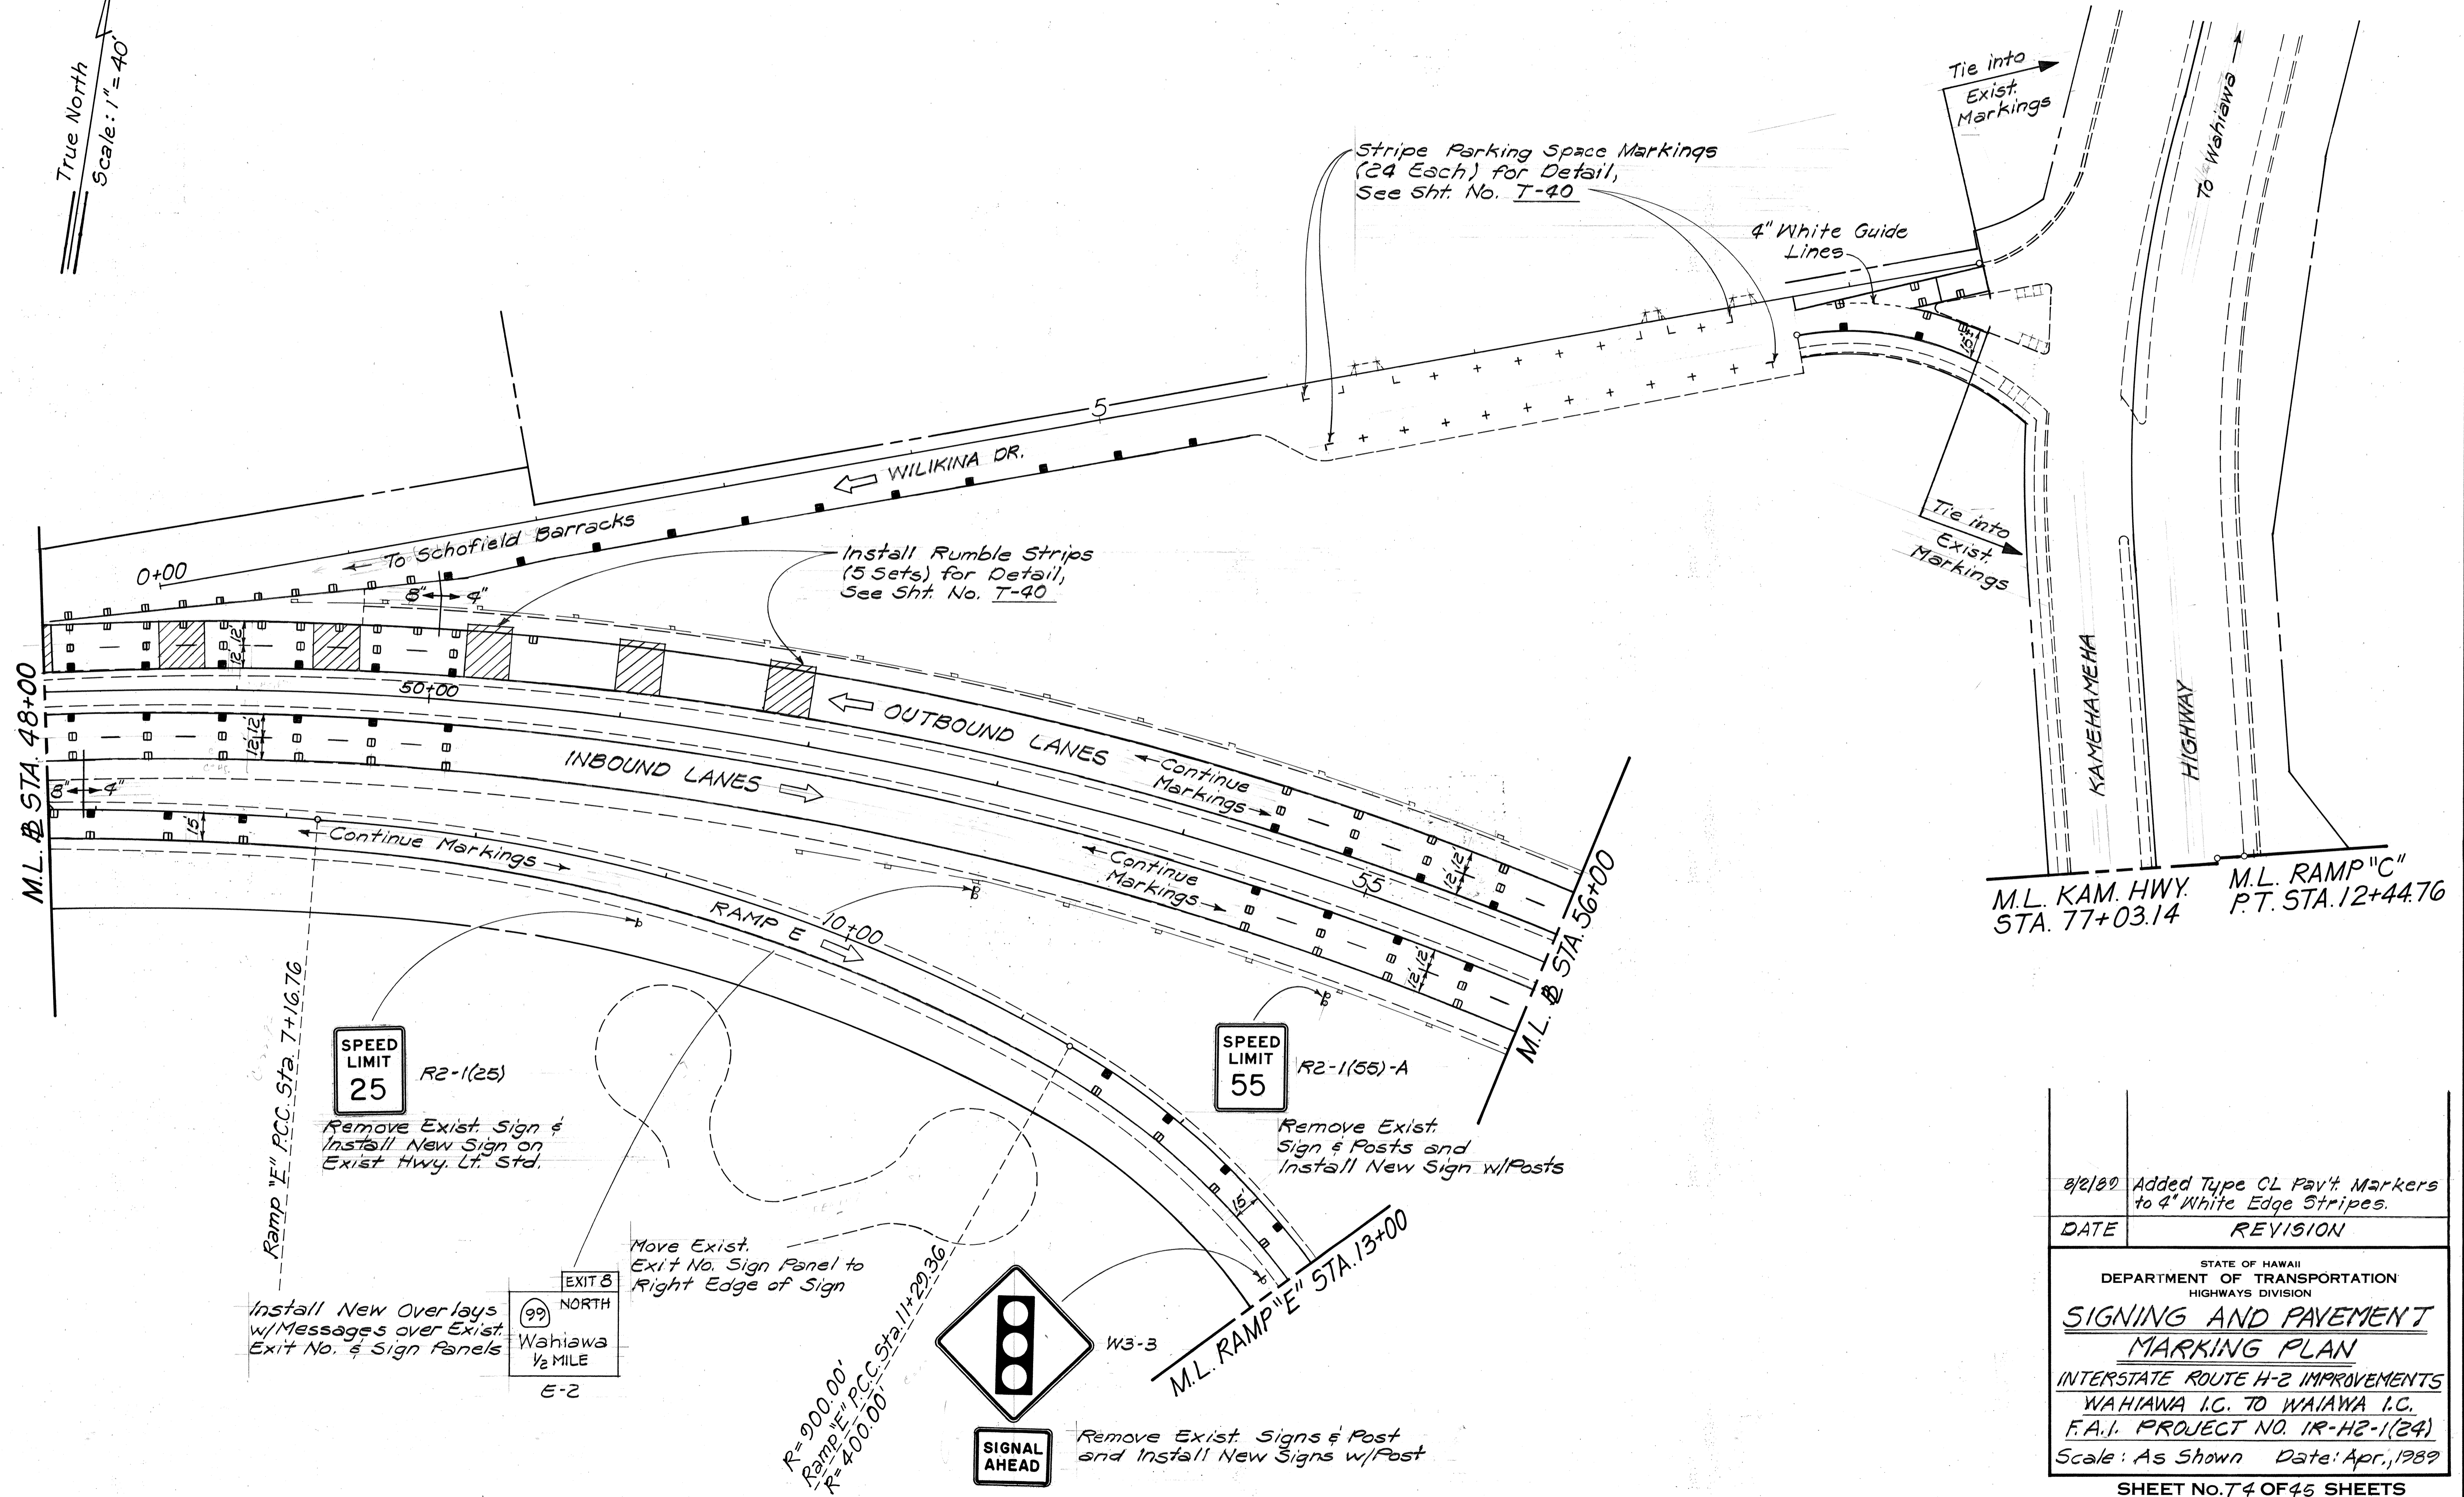 True North
Scale: 1" = 40'
Tie into
Exist.
Markings
To Wahiawa
Stripe Parking Space Markings
(24 Each) for Detail,
See Sht. No. T-40
4" White Guide
Lines
15'
5
WILIKINA DR.
To Schofield Barracks
0+00
8" 4"
Install Rumble Strips
(5 Sets) for Detail,
See Sht. No. T-40
Tie into
Exist.
Markings
KAMEHAMEHA
HIGHWAY
12' 12'
50+00
M.L. BL STA. 48+00
12' 12'
OUTBOUND LANES
INBOUND LANES
Continue
Markings
8" 4"
15'
Continue Markings
Continue
Markings
55
12' 12'
12' 12'
M.L. BL STA. 56+00
RAMP E
10+00
M.L. KAM. HWY.
STA. 77+03.14
M.L. RAMP "C"
P.T. STA. 12+44.76
Ramp "E" P.C.C. Sta. 7+16.76
SPEED
LIMIT
25
R2-1(25)
Remove Exist. Sign &
Install New Sign on
Exist Hwy. Lt. Std.
SPEED
LIMIT
55
R2-1(55)-A
Remove Exist.
Sign & Posts and
Install New Sign w/Posts
15'
M.L. RAMP "E" STA. 13+00
Move Exist.
Exit No. Sign Panel to
Right Edge of Sign
Install New Overlays
w/Messages over Exist.
Exit No. & Sign Panels
EXIT 8
99 NORTH
Wahiawa
1/2 MILE
E-2
R=900.00'
Ramp "E" P.C.C. Sta. 11+29.36
R=400.00'
W3-3
SIGNAL
AHEAD
Remove Exist. Signs & Post
and Install New Signs w/Post
8/2/89 Added Type CL Pav't. Markers
to 4" White Edge Stripes.
DATE REVISION
STATE OF HAWAII
DEPARTMENT OF TRANSPORTATION
HIGHWAYS DIVISION
SIGNING AND PAVEMENT
MARKING PLAN
INTERSTATE ROUTE H-2 IMPROVEMENTS
WAHIAWA I.C. TO WAIAWA I.C.
F.A.I. PROJECT NO. IR-H2-1(24)
Scale: As Shown Date: Apr., 1989
SHEET No. T4 OF 45 SHEETS